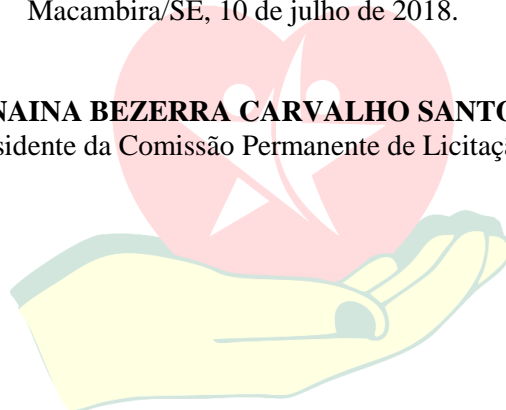 Macambira/SE, 10 de julho de 2018.
NAINA BEZERRA CARVALHO SANTO
sidente da Comissão Permanente de Licitaç